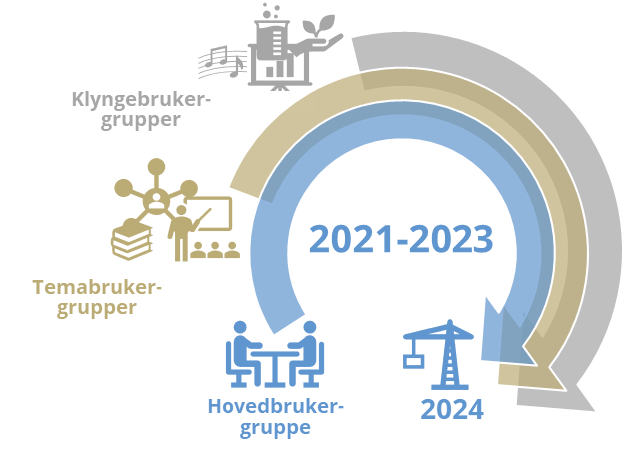 Klyngebruker-
grupper
Temabruker-
grupper
2021-2023
Hovedbruker-
gruppe
2024